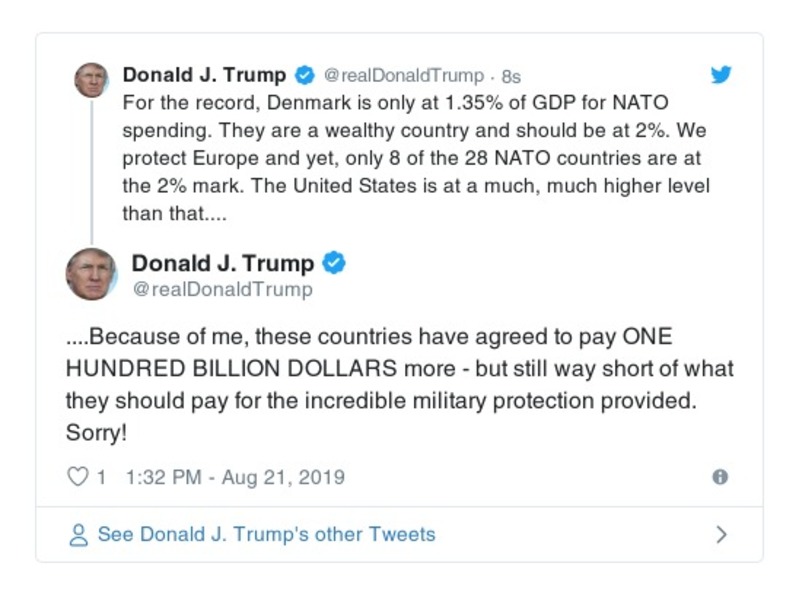 Donald J. Trump @realDonaldTrump · 8s
For the record, Denmark is only at 1.35% of GDP for NATO
spending. They are a wealthy country and should be at 2%. We
protect Europe and yet, only 8 of the 28 NATO countries are at
the 2% mark. The United States is at a much, much higher level
than that....
Donald J. Trump
@realDonaldTrump
....Because of me, these countries have agreed to pay ONE
HUNDRED BILLION DOLLARS more - but still way short of what
they should pay for the incredible military protection provided.
Sorry!
1 1:32 PM - Aug 21, 2019
See Donald J. Trump's other Tweets